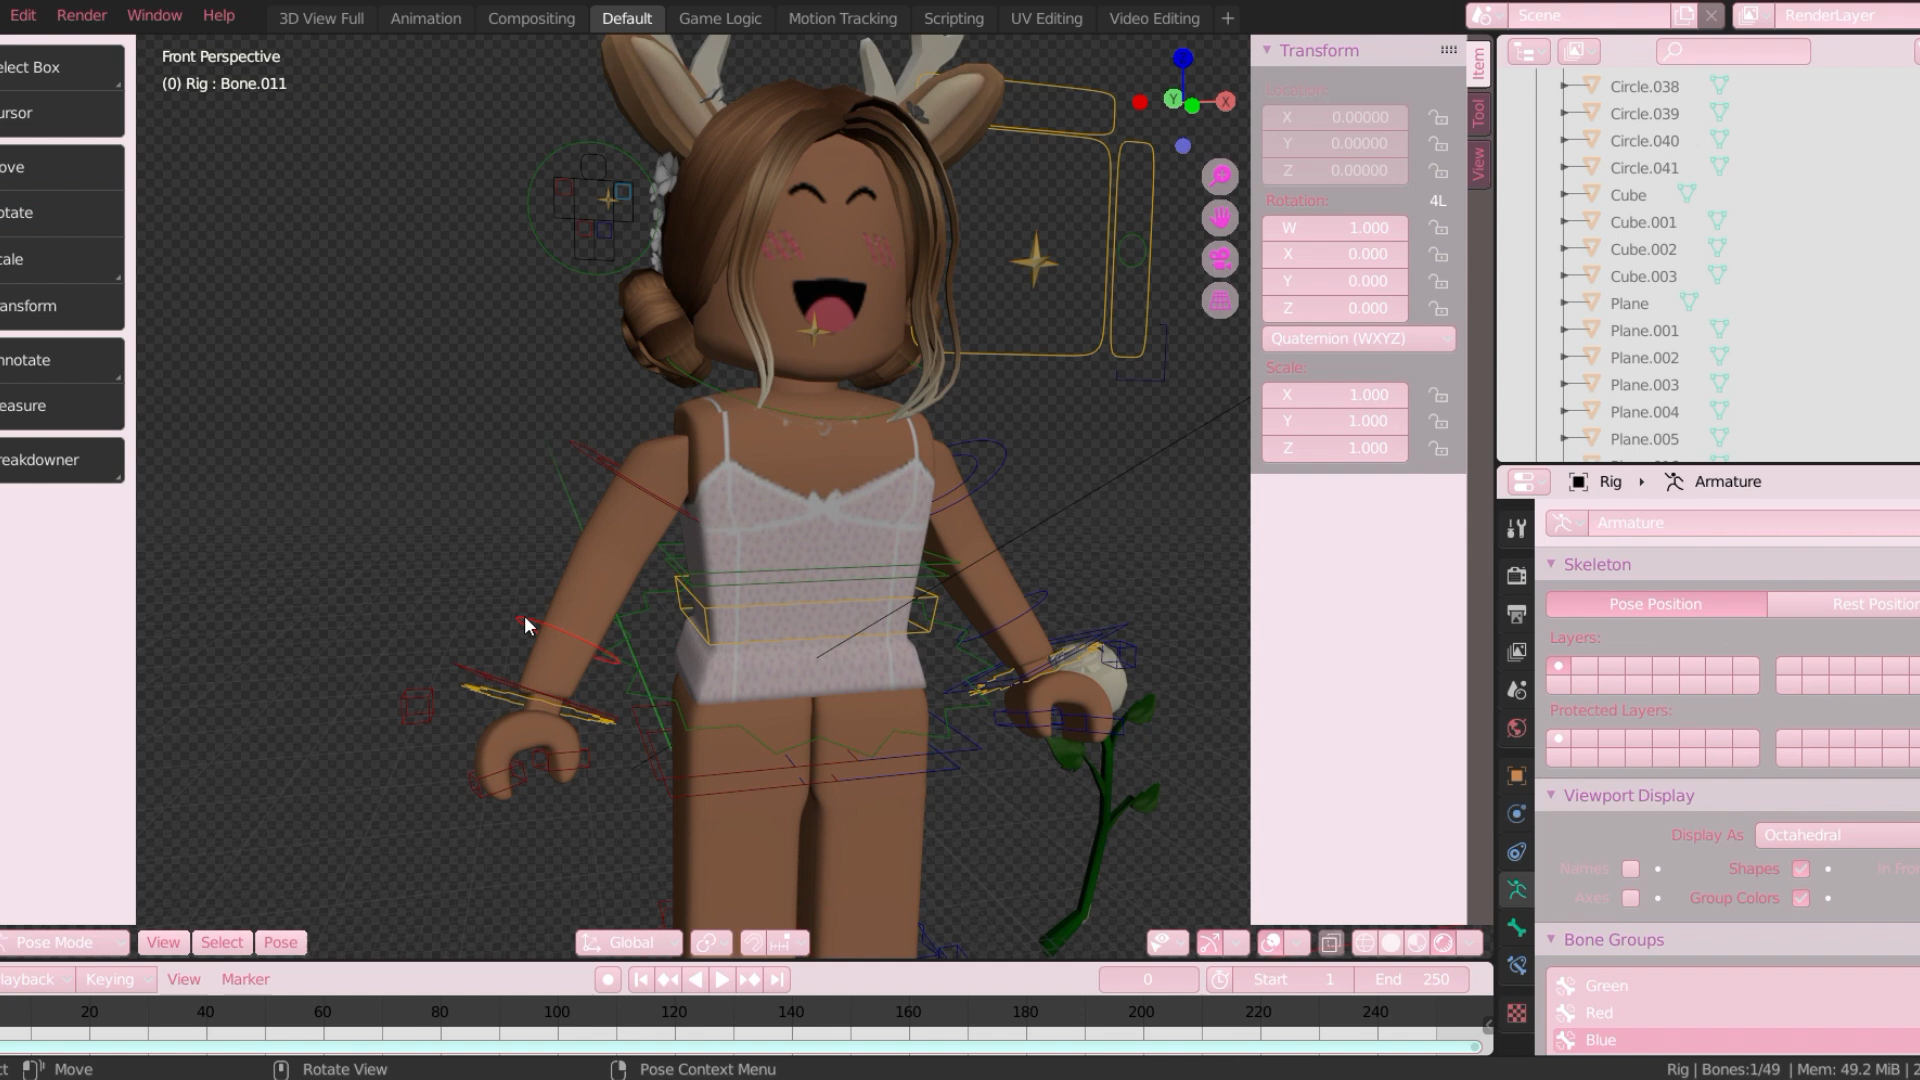 Edit Render Window Help 3D View Full Animation Compositing Default Game Logic Motion Tracking Scripting UV Editing Video Editing + Scene RenderLayer
elect Box
ursor
ove
otate
cale
ransform
nnotate
easure
reakdowner
Front Perspective
(0) Rig : Bone.011
Y X
Transform
Location:
X 0.00000
Y 0.00000
Z 0.00000
Rotation: 4L
W 1.000
X 0.000
Y 0.000
Z 0.000
Quaternion (WXYZ)
Scale:
X 1.000
Y 1.000
Z 1.000
Item
Tool
View
Circle.038
Circle.039
Circle.040
Circle.041
Cube
Cube.001
Cube.002
Cube.003
Plane
Plane.001
Plane.002
Plane.003
Plane.004
Plane.005
Rig Armature
Armature
Skeleton
Pose Position Rest Position
Layers:
Protected Layers:
Viewport Display
Display As Octahedral
Names Shapes In Fron
Axes Group Colors
Bone Groups
Green
Red
Blue
Pose Mode View Select Pose Global
layback Keying View Marker 0 Start 1 End 250
20 40 60 80 100 120 140 160 180 200 220 240
ct Move Rotate View Pose Context Menu Rig | Bones:1/49 | Mem: 49.2 MiB | 2